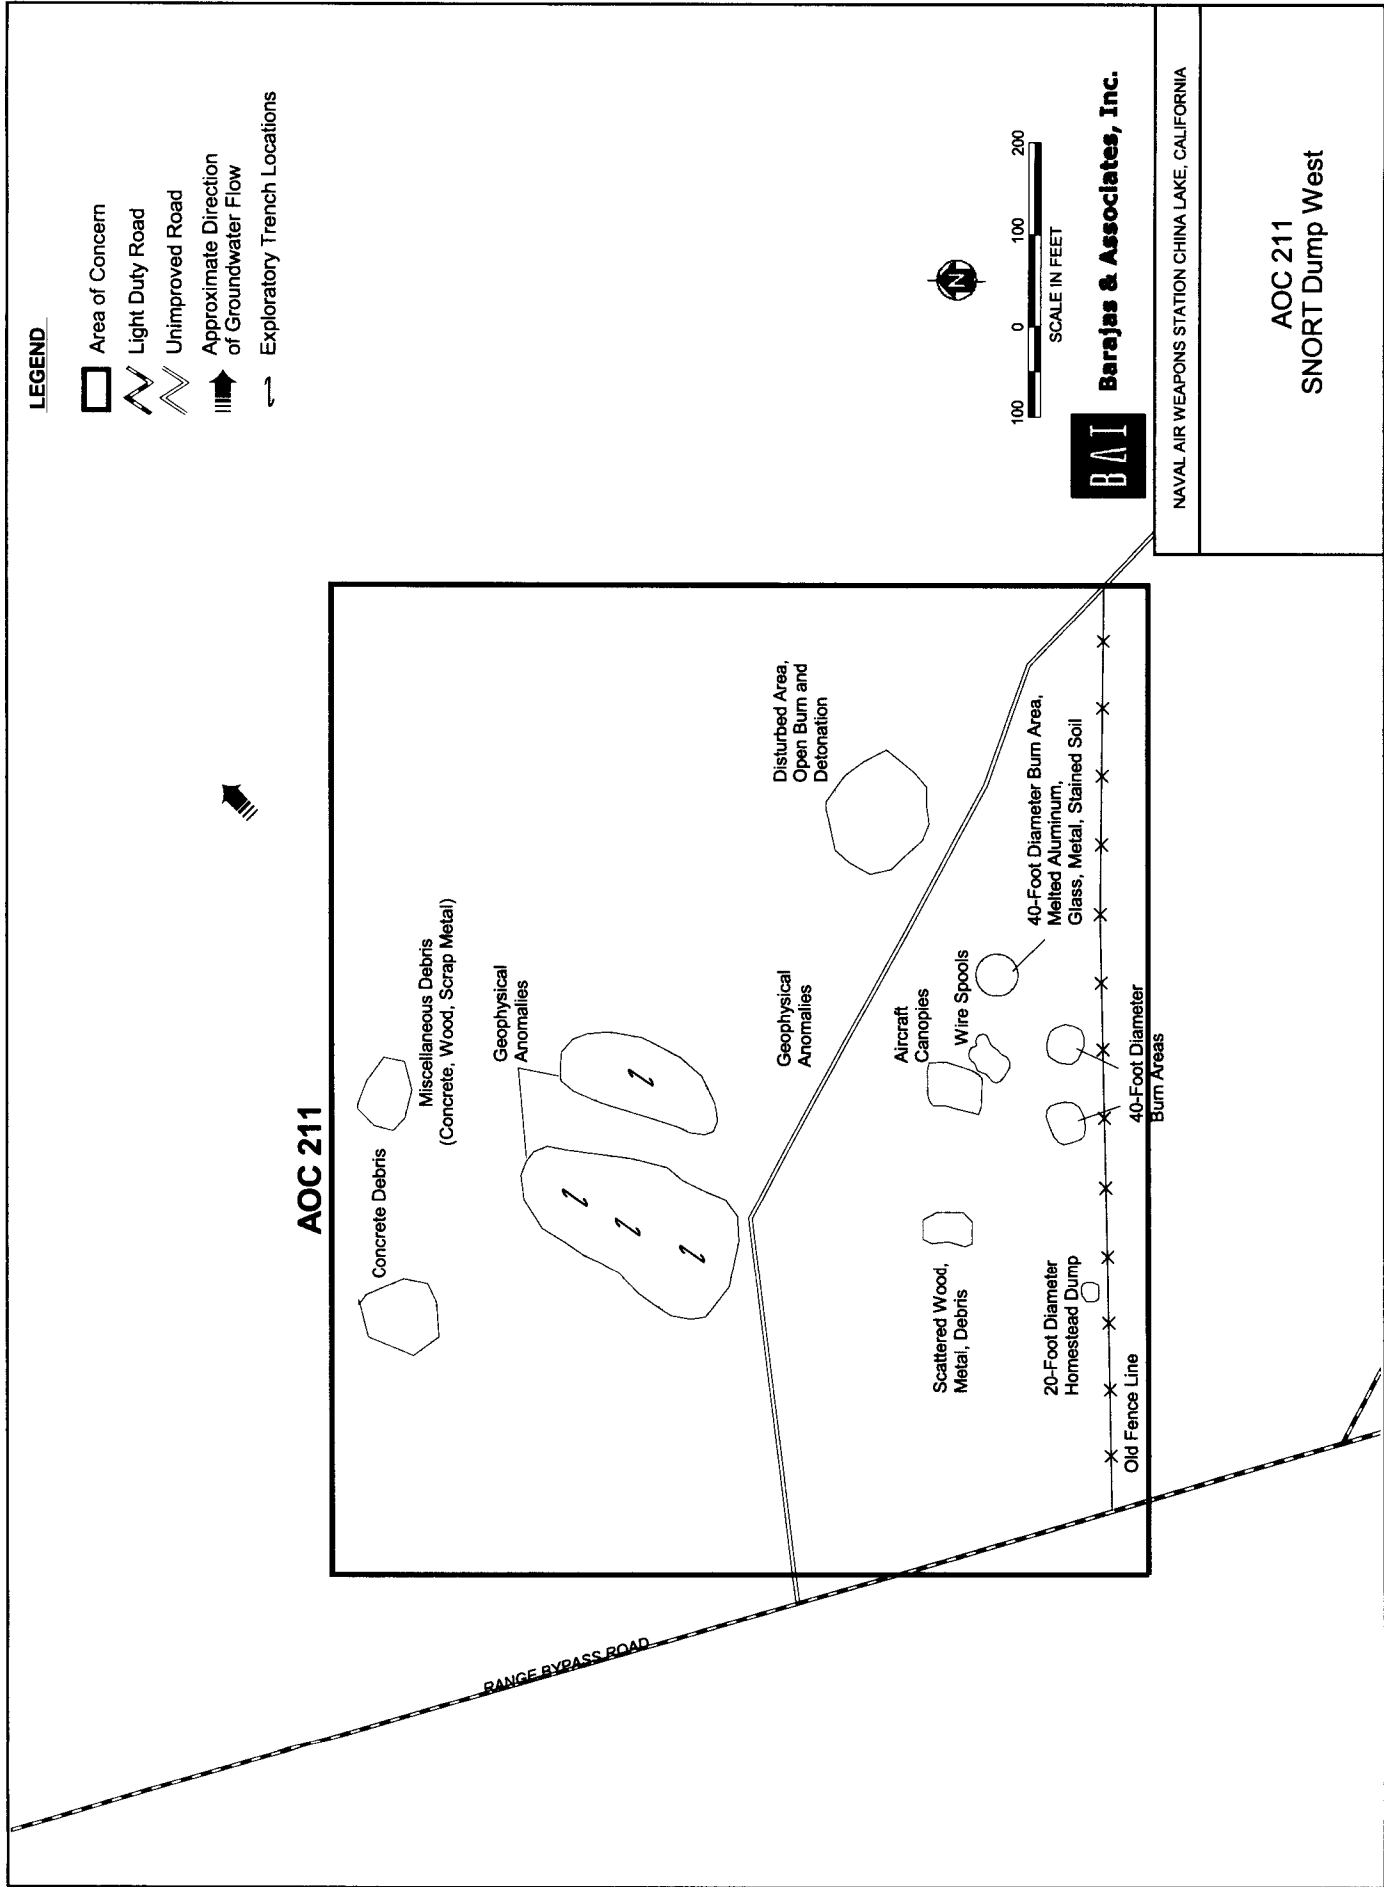 LEGEND
Area of Concern
Light Duty Road
Unimproved Road
Approximate Direction
of Groundwater Flow
Exploratory Trench Locations
AOC 211
Concrete Debris
Miscellaneous Debris
(Concrete, Wood, Scrap Metal)
Geophysical
Anomalies
Disturbed Area,
Open Burn and
Detonation
Geophysical
Anomalies
RANGE BYPASS ROAD
Scattered Wood,
Metal, Debris
Aircraft
Canopies
Wire Spools
40-Foot Diameter Burn Area,
Melted Aluminum,
Glass, Metal, Stained Soil
20-Foot Diameter
Homestead Dump
Old Fence Line
40-Foot Diameter
Burn Areas
N
100 0 100 200
SCALE IN FEET
BAI
Barajas & Associates, Inc.
NAVAL AIR WEAPONS STATION CHINA LAKE, CALIFORNIA
AOC 211
SNORT Dump West